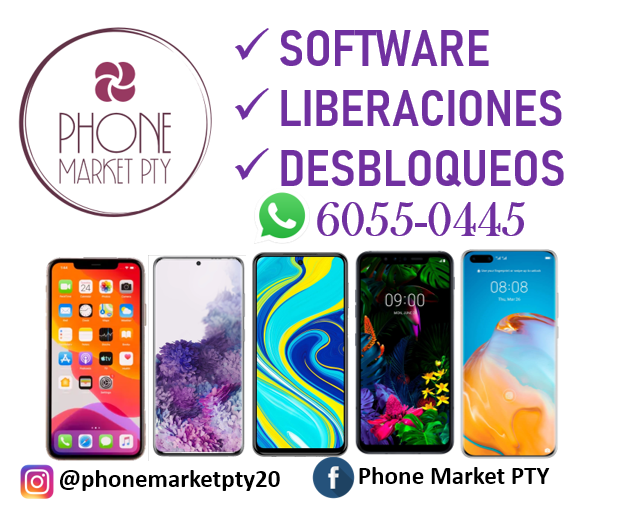 PHONE
MARKET PTY
SOFTWARE
LIBERACIONES
DESBLOQUEOS
6055-0445
09:00
08:08
@phonemarketpty20
Phone Market PTY